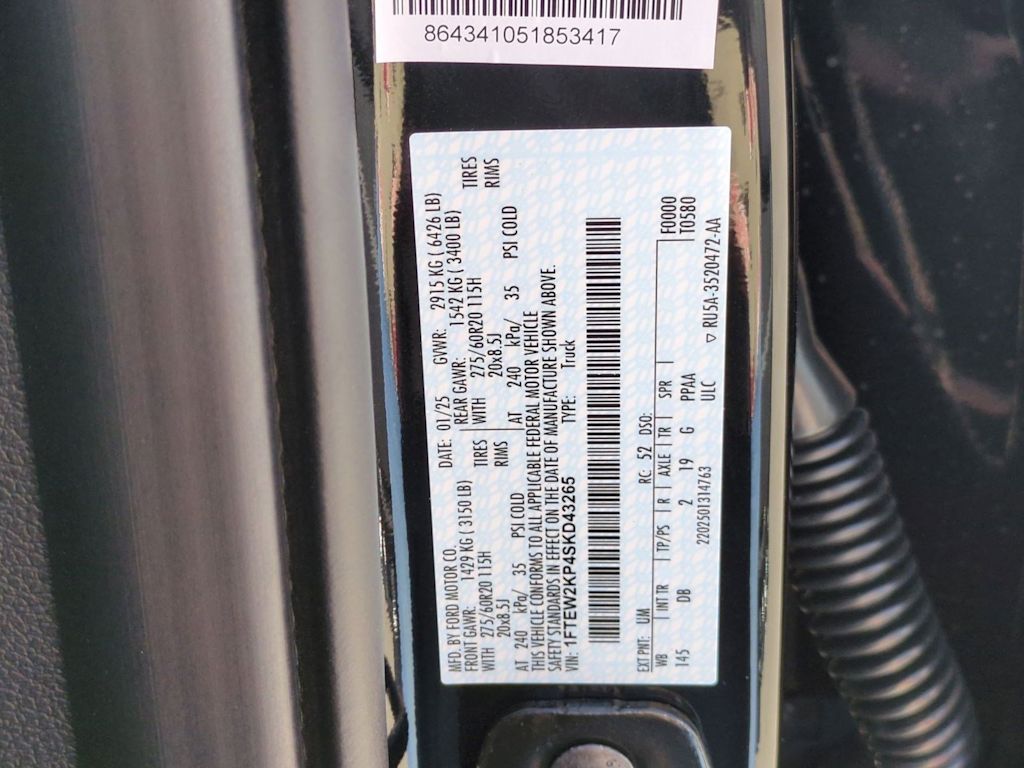 864341051853417
MFD. BY FORD MOTOR CO.
DATE: 01/25 GVWR: 2915 KG ( 6426 LB)
FRONT GAWR: 1429 KG ( 3150 LB)
REAR GAWR: 1542 KG ( 3400 LB)
WITH 275/60R20 115H TIRES
WITH 275/60R20 115H TIRES
20x8.5J RIMS
20x8.5J RIMS
AT 240 kPa/ 35 PSI COLD
AT 240 kPa/ 35 PSI COLD
THIS VEHICLE CONFORMS TO ALL APPLICABLE FEDERAL MOTOR VEHICLE
SAFETY STANDARDS IN EFFECT ON THE DATE OF MANUFACTURE SHOWN ABOVE.
VIN: 1FTEW2KP4SKD43265 TYPE: Truck
EXT PNT: UM RC: 52 DSO: F0000
WB INT TR TP/PS R AXLE TR SPR T0580
145 DB 2 19 G PPAA
2202501314763 ULC
▽ RU5A-3520472-AA